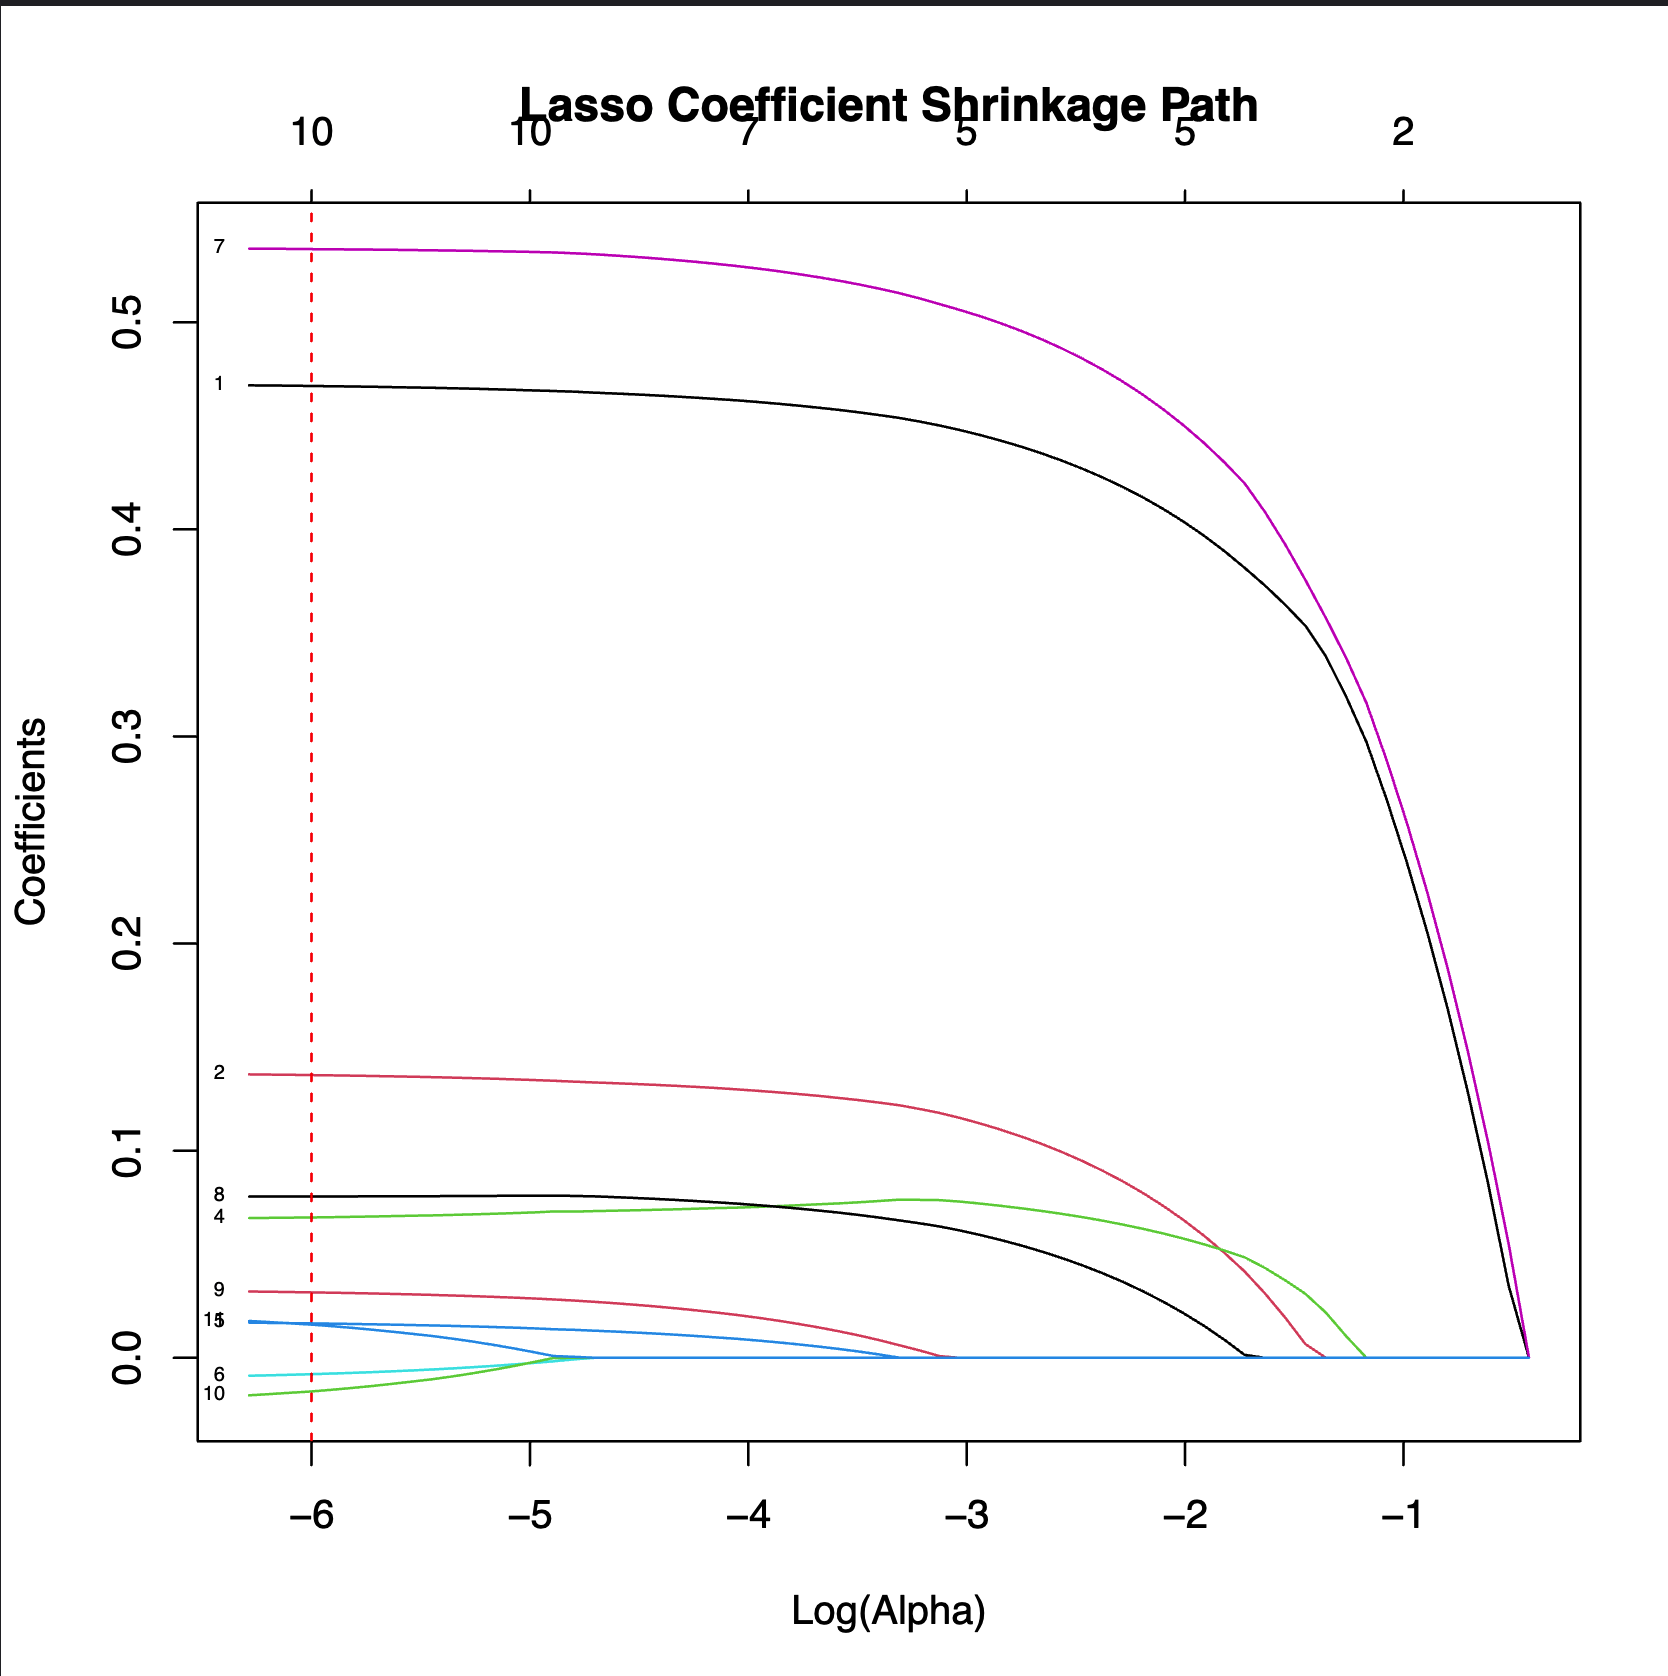 Lasso Coefficient Shrinkage Path
10 10 7 5 5 2
7
1
2
8
4
9
6
10
0.0 0.1 0.2 0.3 0.4 0.5
Coefficients
−6 −5 −4 −3 −2 −1
Log(Alpha)